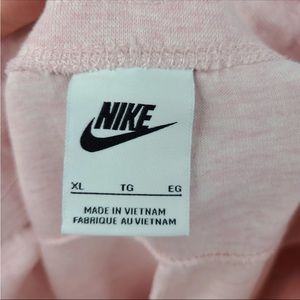 NIKE
XL TG EG
MADE IN VIETNAM
FABRIQUE AU VIETNAM